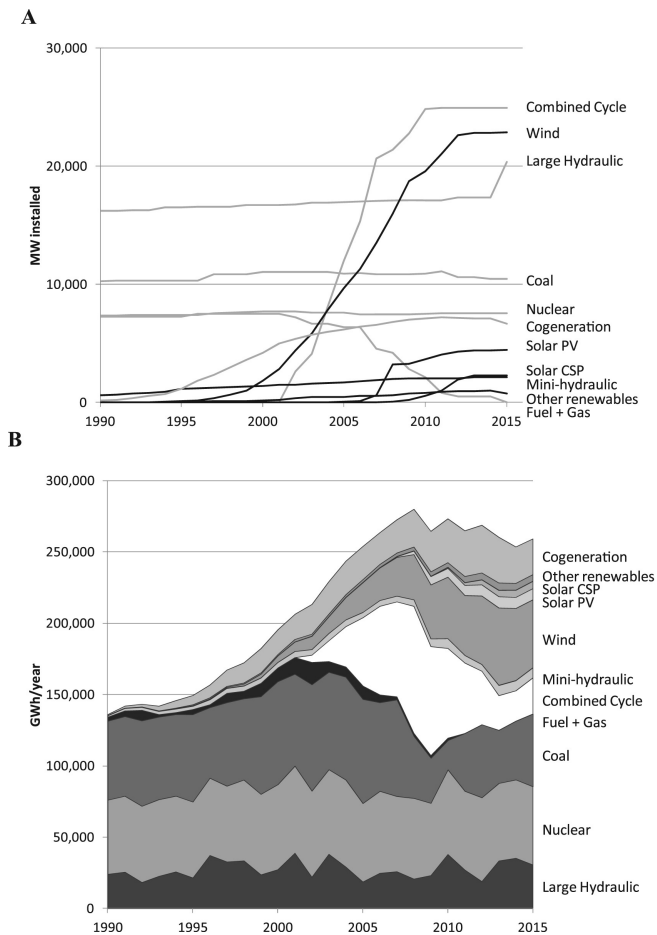 A
30,000
20,000
10,000
0
MW installed
1990
1995
2000
2005
2010
2015
Combined Cycle
Wind
Large Hydraulic
Coal
Nuclear
Cogeneration
Solar PV
Solar CSP
Mini-hydraulic
Other renewables
Fuel + Gas
B
300,000
250,000
200,000
150,000
100,000
50,000
0
GWh/year
1990
1995
2000
2005
2010
2015
Cogeneration
Other renewables
Solar CSP
Solar PV
Wind
Mini-hydraulic
Combined Cycle
Fuel + Gas
Coal
Nuclear
Large Hydraulic